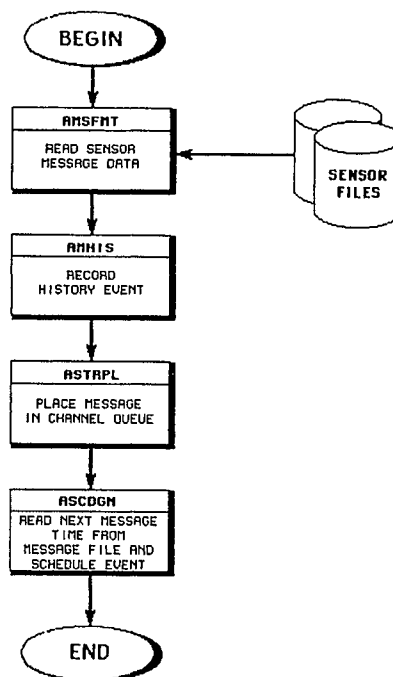 BEGIN
AMSFMT
READ SENSOR
MESSAGE DATA
SENSOR
FILES
AMHIS
RECORD
HISTORY EVENT
ASTRPL
PLACE MESSAGE
IN CHANNEL QUEUE
ASCDGM
READ NEXT MESSAGE
TIME FROM
MESSAGE FILE AND
SCHEDULE EVENT
END